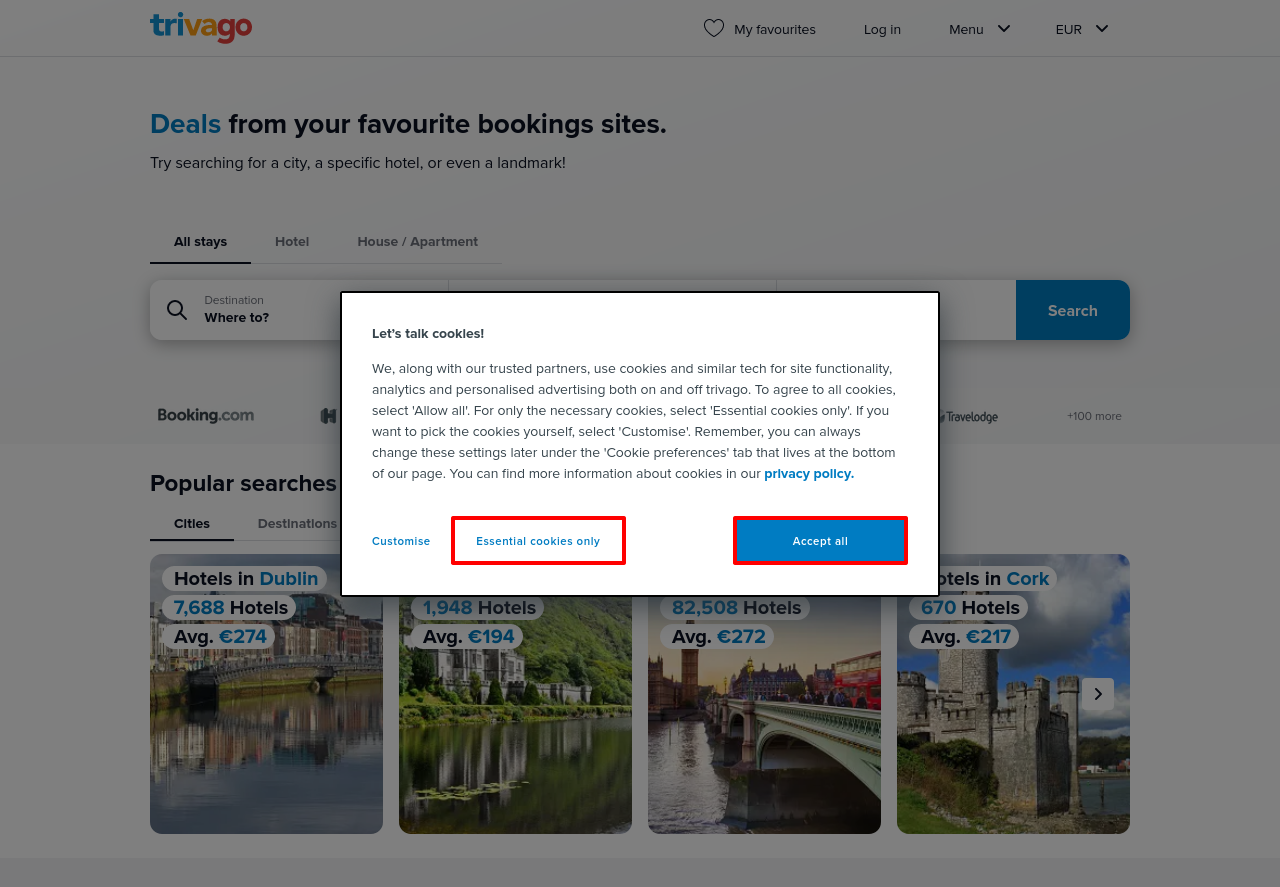 trivago
My favourites
Log in
Menu
EUR
Deals from your favourite bookings sites.
Try searching for a city, a specific hotel, or even a landmark!
All stays
Hotel
House / Apartment
Destination
Where to?
Search
Let's talk cookies!
We, along with our trusted partners, use cookies and similar tech for site functionality,
analytics and personalised advertising both on and off trivago. To agree to all cookies,
select 'Allow all'. For only the necessary cookies, select 'Essential cookies only'. If you
want to pick the cookies yourself, select 'Customise'. Remember, you can always
change these settings later under the 'Cookie preferences' tab that lives at the bottom
of our page. You can find more information about cookies in our privacy policy.
Customise
Essential cookies only
Accept all
Booking.com
H
Travelodge
+100 more
Popular searches
Cities
Destinations
Hotels in Dublin
7,688 Hotels
Avg. €274
1,948 Hotels
Avg. €194
82,508 Hotels
Avg. €272
otels in Cork
670 Hotels
Avg. €217